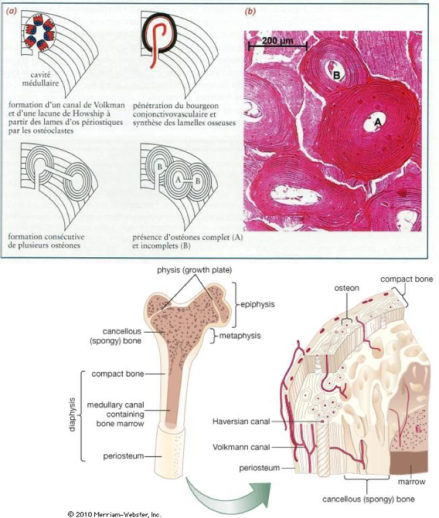 (a)
cavité
médullaire
formation d'un canal de Volkman
et d'une lacune de Howship à
partir des lames d'os périostiques
par les ostéoclastes
pénétration du bourgeon
conjonctivovasculaire et
synthèse des lamelles osseuses
B
A
B
formation consécutive
de plusieurs ostéones
présence d'ostéones complet (A)
et incomplets (B)
(b)
200 µm
B
A
physis (growth plate)
epiphysis
metaphysis
cancellous
(spongy) bone
compact bone
diaphysis
medullary canal
containing
bone marrow
periosteum
compact bone
osteon
Haversian canal
Volkmann canal
periosteum
marrow
cancellous (spongy) bone
© 2010 Merriam-Webster, Inc.